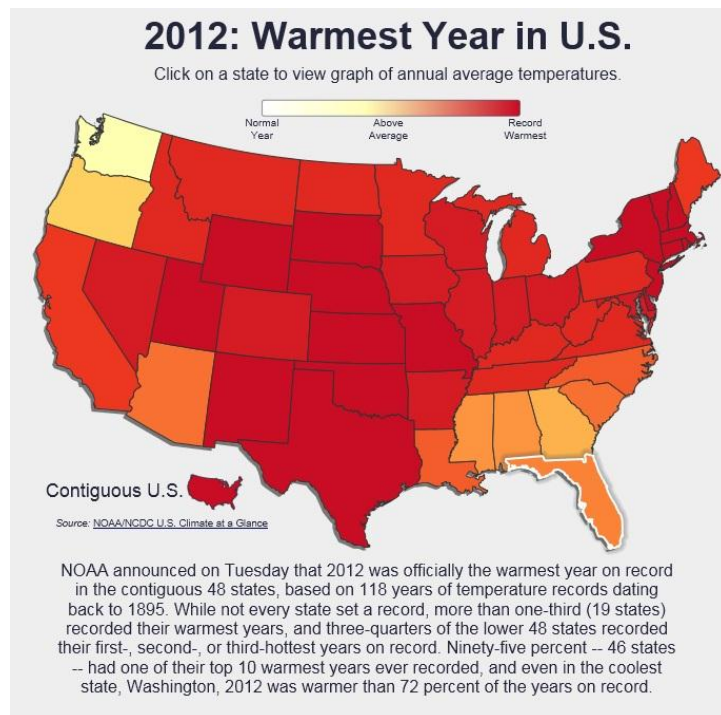 2012: Warmest Year in U.S.
Click on a state to view graph of annual average temperatures.
Normal Year
Above Average
Record Warmest
Contiguous U.S.
Source: NOAA/NCDC U.S. Climate at a Glance
NOAA announced on Tuesday that 2012 was officially the warmest year on record
in the contiguous 48 states, based on 118 years of temperature records dating
back to 1895. While not every state set a record, more than one-third (19 states)
recorded their warmest years, and three-quarters of the lower 48 states recorded
their first-, second-, or third-hottest years on record. Ninety-five percent -- 46 states
-- had one of their top 10 warmest years ever recorded, and even in the coolest
state, Washington, 2012 was warmer than 72 percent of the years on record.